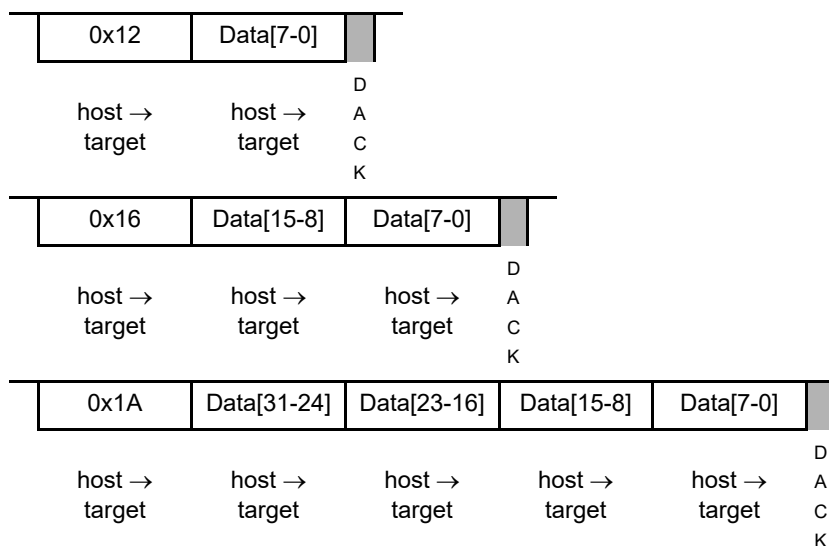 0x12 Data[7-0]
D
host → host → A
target target C
K
0x16 Data[15-8] Data[7-0]
D
host → host → host → A
target target target C
K
0x1A Data[31-24] Data[23-16] Data[15-8] Data[7-0]
D
host → host → host → host → host → A
target target target target target C
K